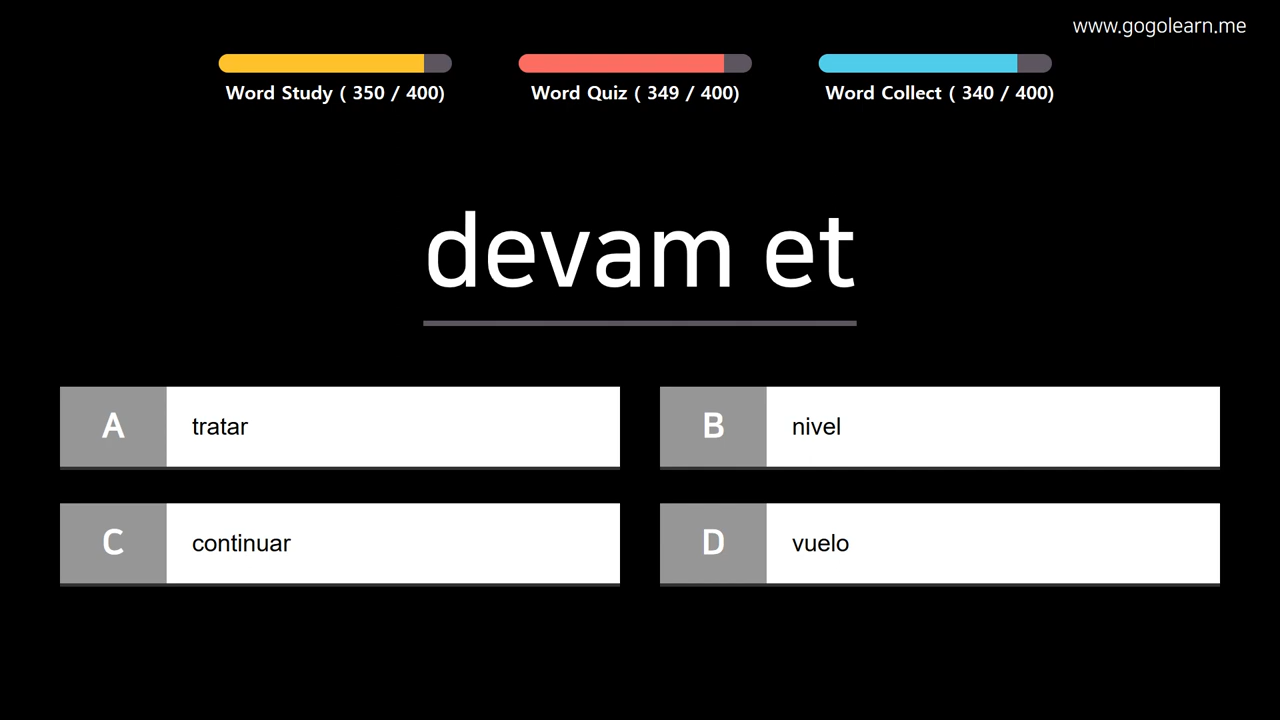 www.gogolearn.me
Word Study ( 350 / 400)
Word Quiz ( 349 / 400)
Word Collect ( 340 / 400)
devam et
A tratar
B nivel
C continuar
D vuelo